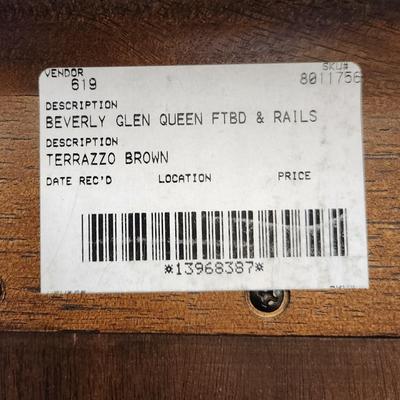 VENDOR SKU#
619 8011756
DESCRIPTION
BEVERLY GLEN QUEEN FTBD & RAILS
DESCRIPTION
TERRAZZO BROWN
DATE REC'D LOCATION PRICE
*13968387*